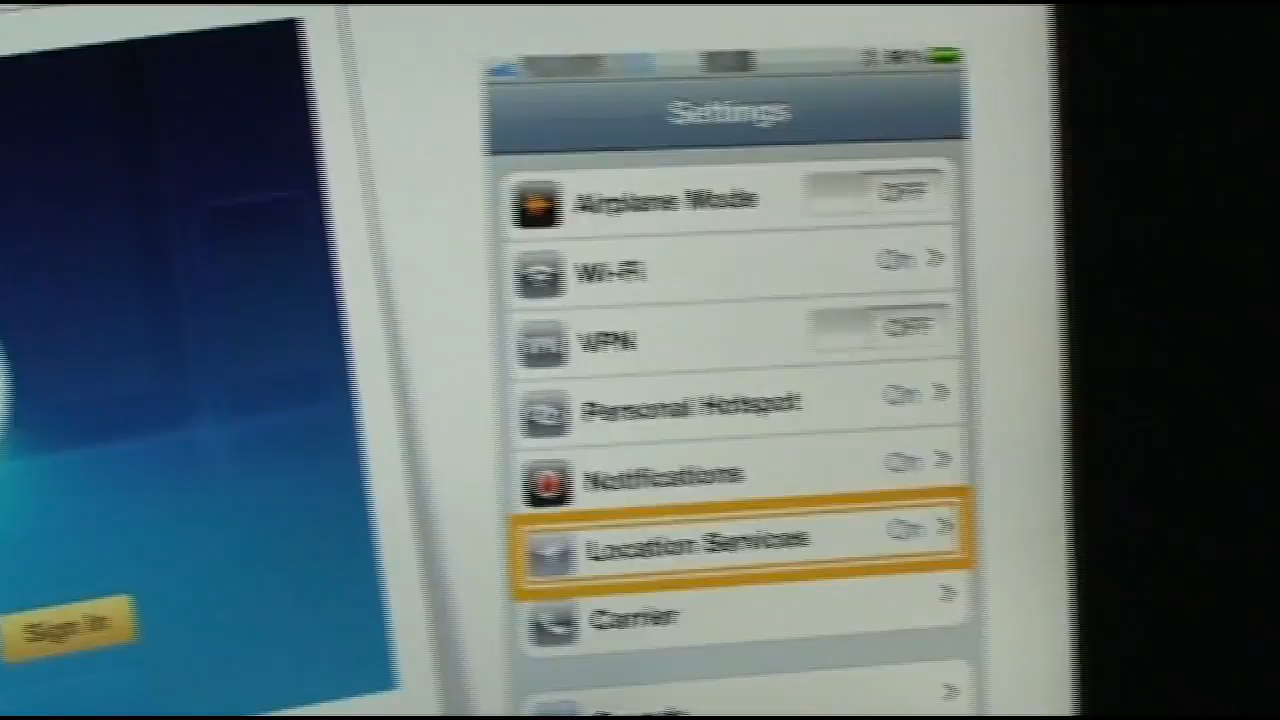 Settings
Airplane Mode OFF
Wi-Fi On
VPN OFF
Personal Hotspot On
Notifications On
Location Services On
Carrier
Sign In